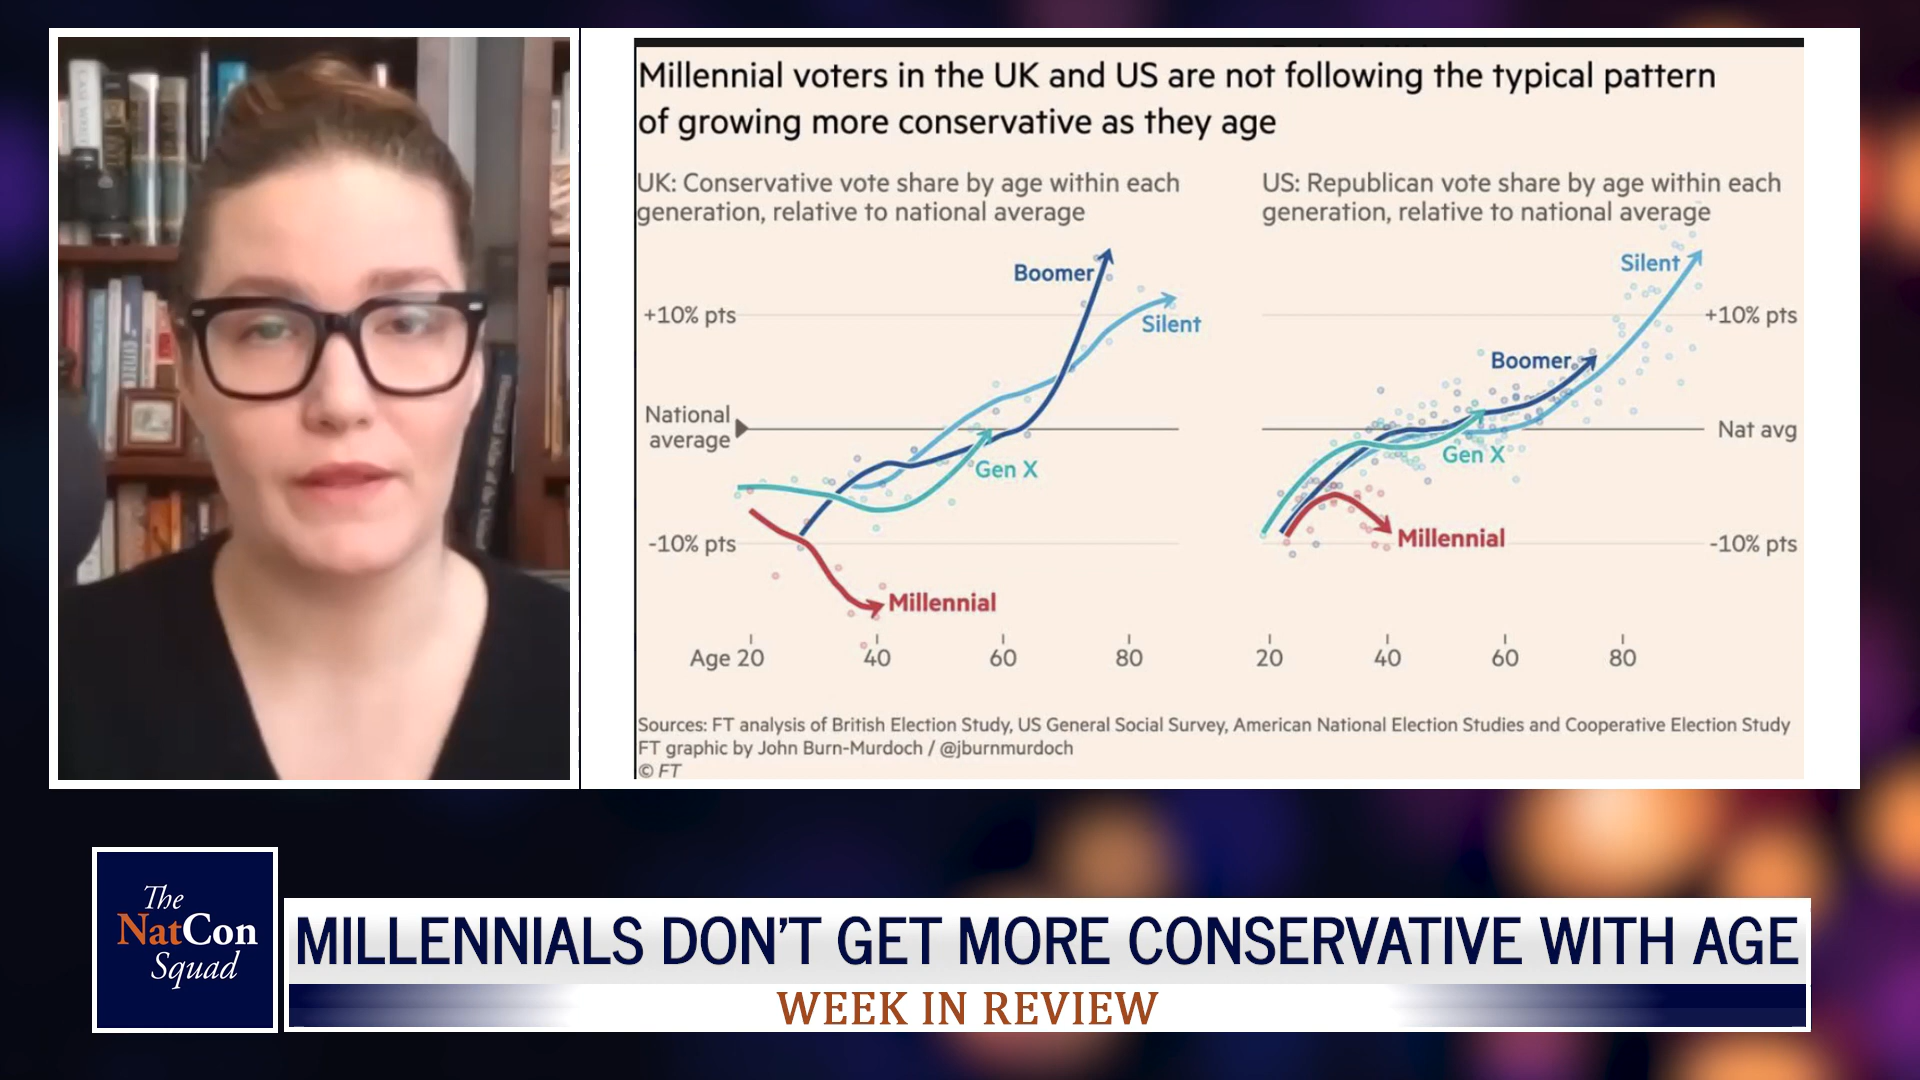 Millennial voters in the UK and US are not following the typical pattern
of growing more conservative as they age
UK: Conservative vote share by age within each
generation, relative to national average
US: Republican vote share by age within each
generation, relative to national average
Boomer
Silent
+10% pts
National
average
Gen X
-10% pts
Millennial
Age 20
40
60
80
Silent
+10% pts
Boomer
Nat avg
Gen X
Millennial
-10% pts
20
40
60
80
Sources: FT analysis of British Election Study, US General Social Survey, American National Election Studies and Cooperative Election Study
FT graphic by John Burn-Murdoch / @jburnmurdoch
© FT
The
NatCon
Squad
MILLENNIALS DON'T GET MORE CONSERVATIVE WITH AGE
WEEK IN REVIEW